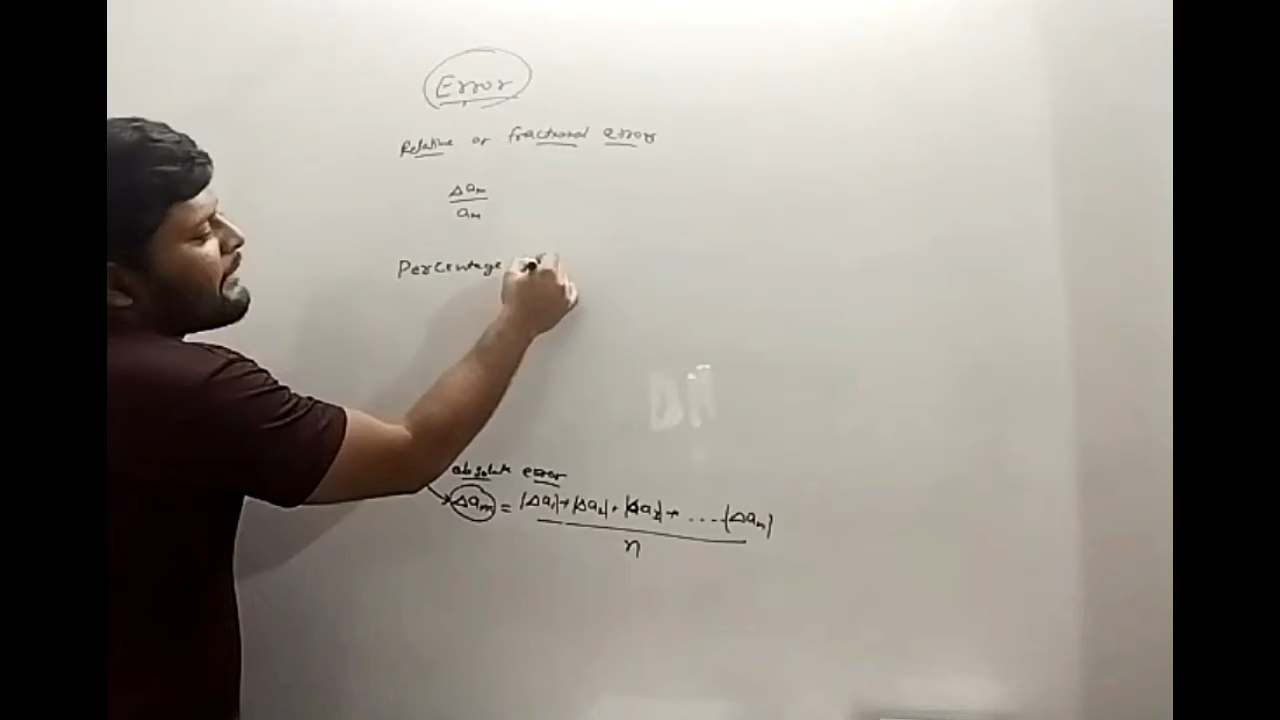 Error
Relative or fractional error
Δaₘ
aₘ
Percentage
absolute error
Δaₘ = |Δa₁|+|Δa₂|+|Δa₃|+ ....|Δaₙ|
n